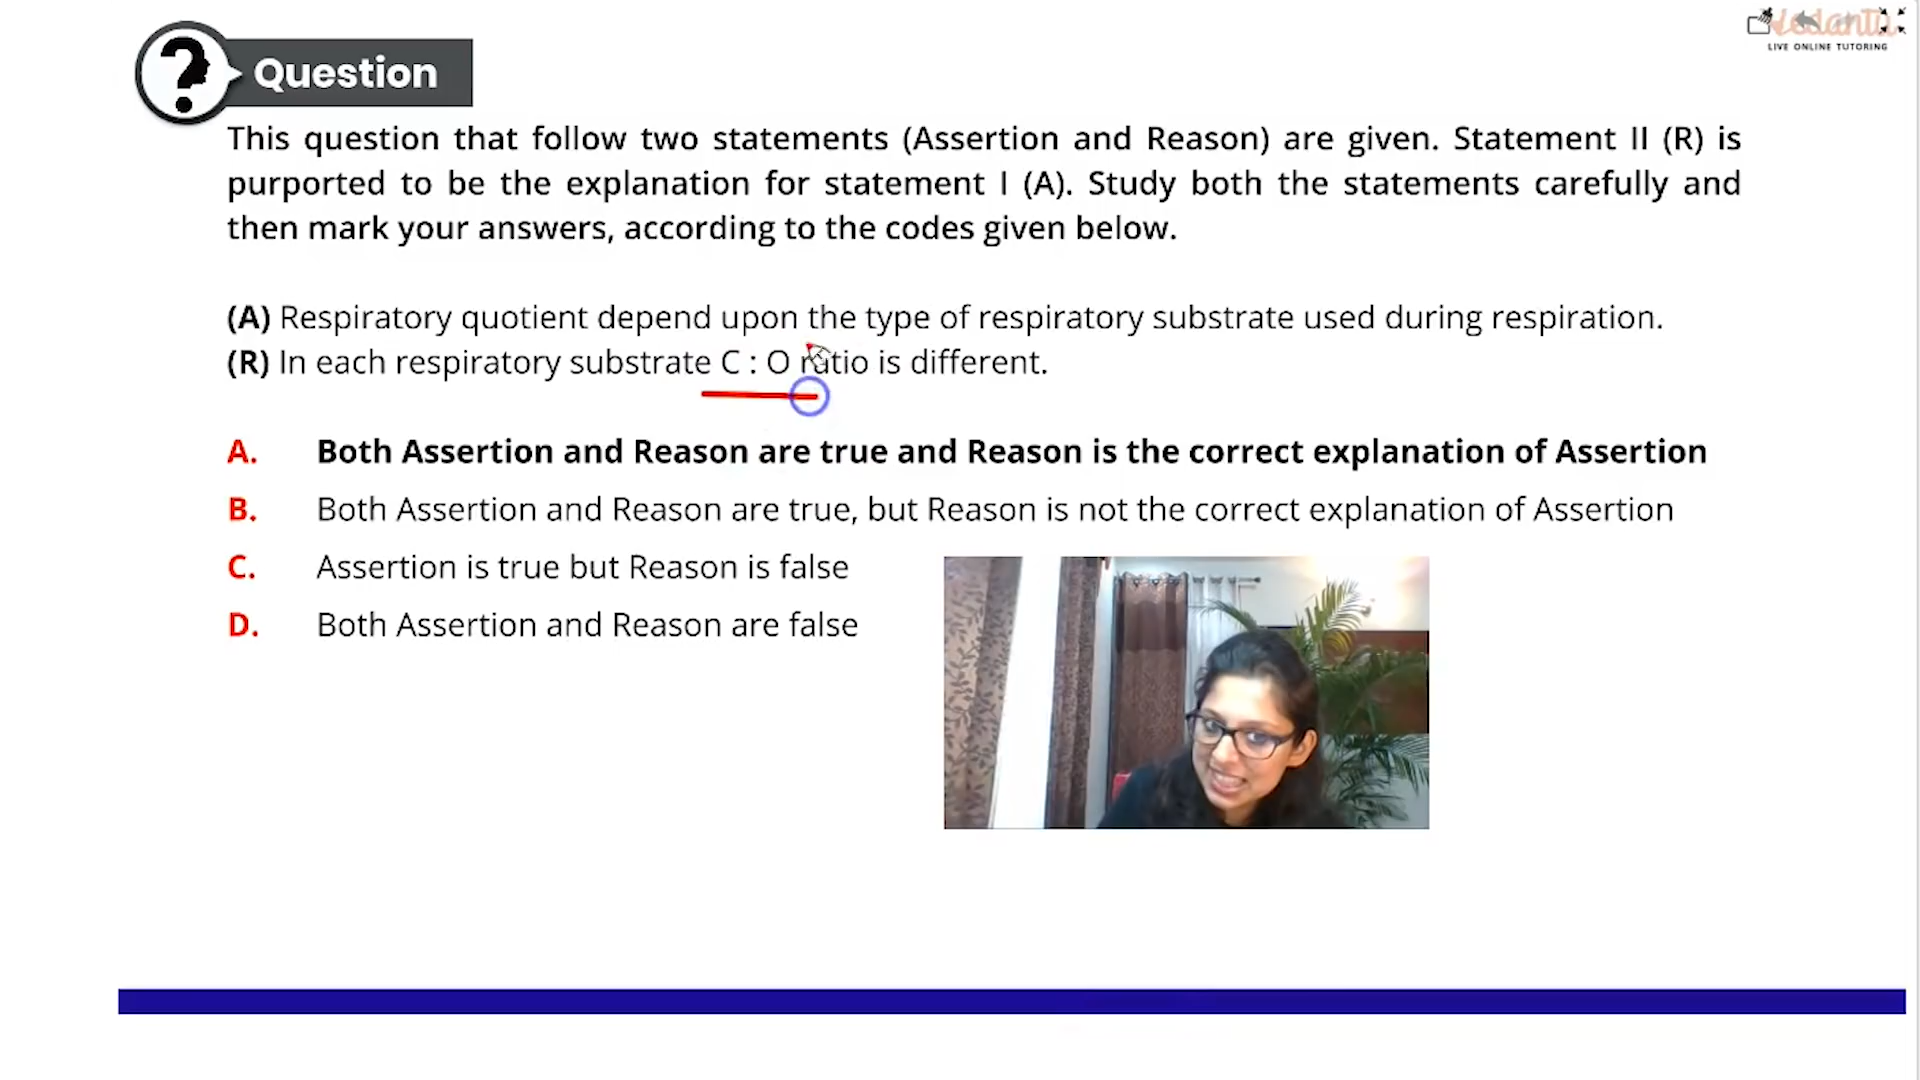 Vedantu
LIVE ONLINE TUTORING
Question
This question that follow two statements (Assertion and Reason) are given. Statement II (R) is
purported to be the explanation for statement I (A). Study both the statements carefully and
then mark your answers, according to the codes given below.
(A) Respiratory quotient depend upon the type of respiratory substrate used during respiration.
(R) In each respiratory substrate C : O ratio is different.
A. Both Assertion and Reason are true and Reason is the correct explanation of Assertion
B. Both Assertion and Reason are true, but Reason is not the correct explanation of Assertion
C. Assertion is true but Reason is false
D. Both Assertion and Reason are false